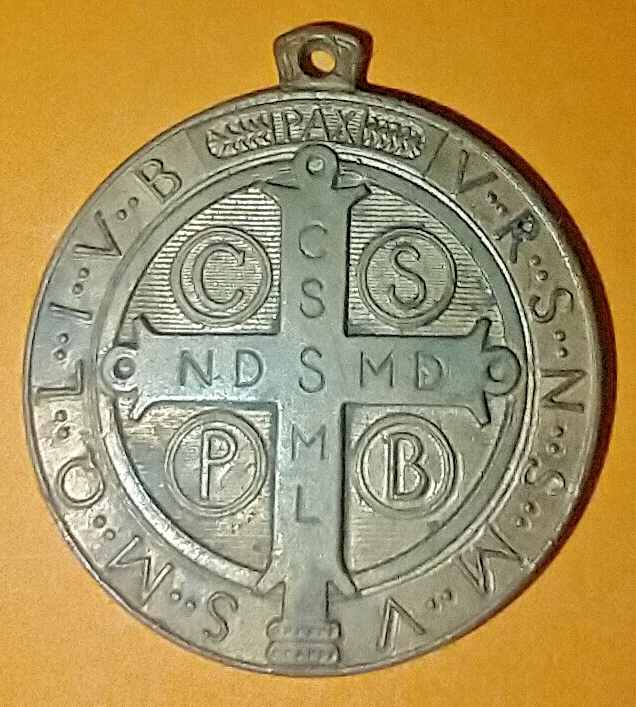 PAX
V··R··S··N··S··M··V
S··M··Q··L··I··V··B
C S
P B
C S S M L
N D S M D